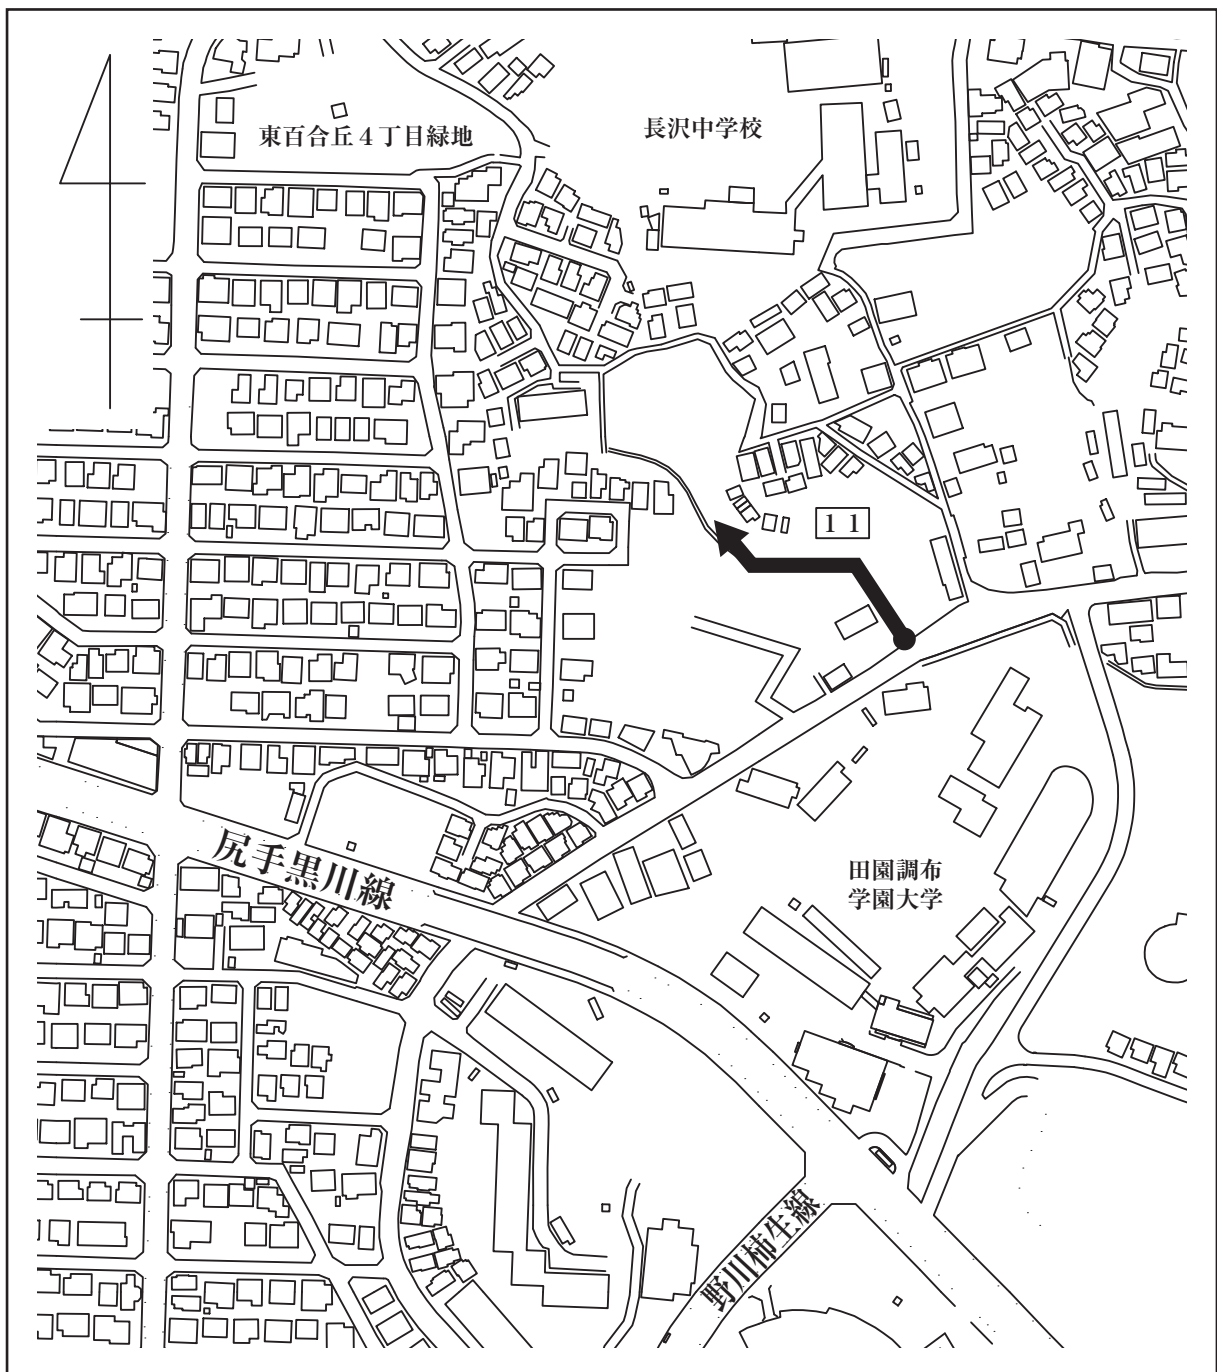 東百合丘４丁目緑地
長沢中学校
１１
田園調布
学園大学
尻手黒川線
野川柿生線